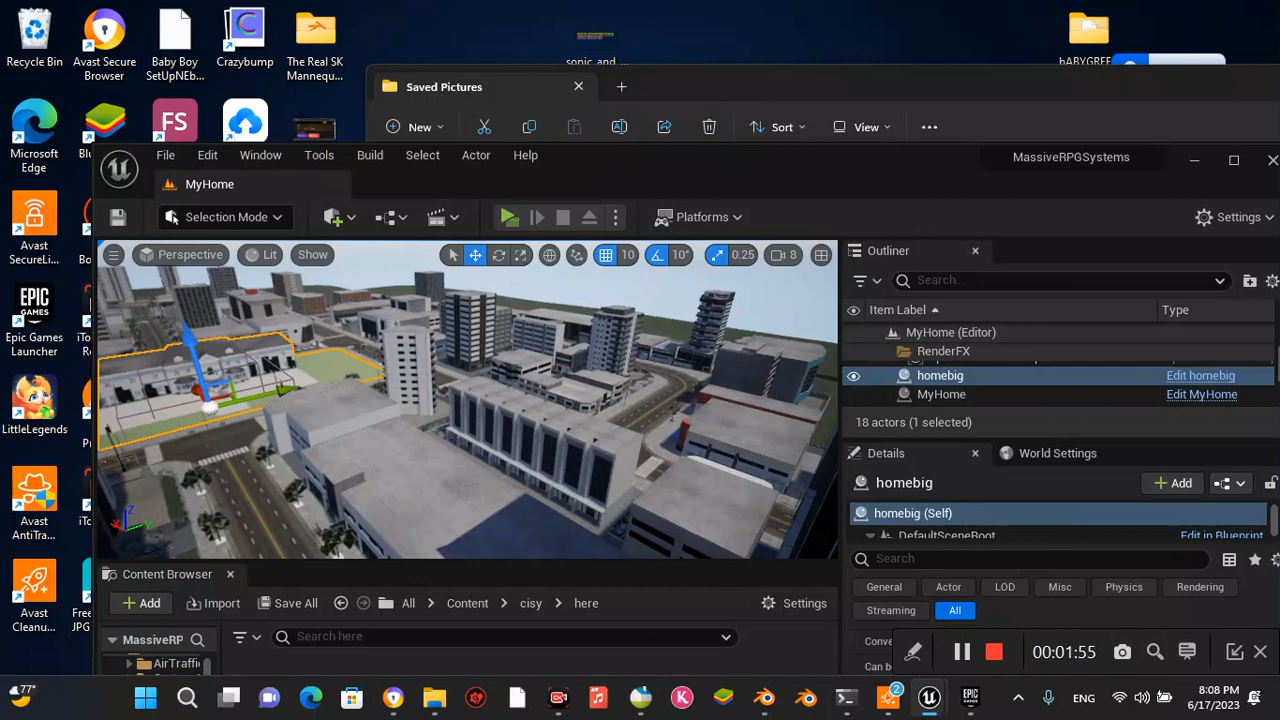 Recycle Bin
Avast Secure
Browser
Baby Boy
SetUpNEb...
Crazybump
The Real SK
Mannequ...
sonic_and_...
Saved Pictures
New
Sort
View
Microsoft
Edge
FS
File
Edit
Window
Tools
Build
Select
Actor
Help
MassiveRPGSystems
MyHome
Selection Mode
Platforms
Settings
Perspective
Lit
Show
10
10°
0.25
8
Outliner
Search...
Item Label
Type
MyHome (Editor)
RenderFX
homebig
Edit homebig
MyHome
Edit MyHome
18 actors (1 selected)
Details
World Settings
homebig
Add
homebig (Self)
DefaultSceneRoot
Edit in Blueprint
Search
General
Actor
LOD
Misc
Physics
Rendering
Streaming
All
Avast
SecureLi...
Epic Games
Launcher
LittleLegends
Avast
AntiTra...
Avast
Cleanu...
Free
JPG
Content Browser
Add
Import
Save All
All
Content
cisy
here
Settings
MassiveRP
Search here
AirTraffi
00:01:55
77°
2
EPIC
GAMES
ENG
8:08 PM
6/17/2023